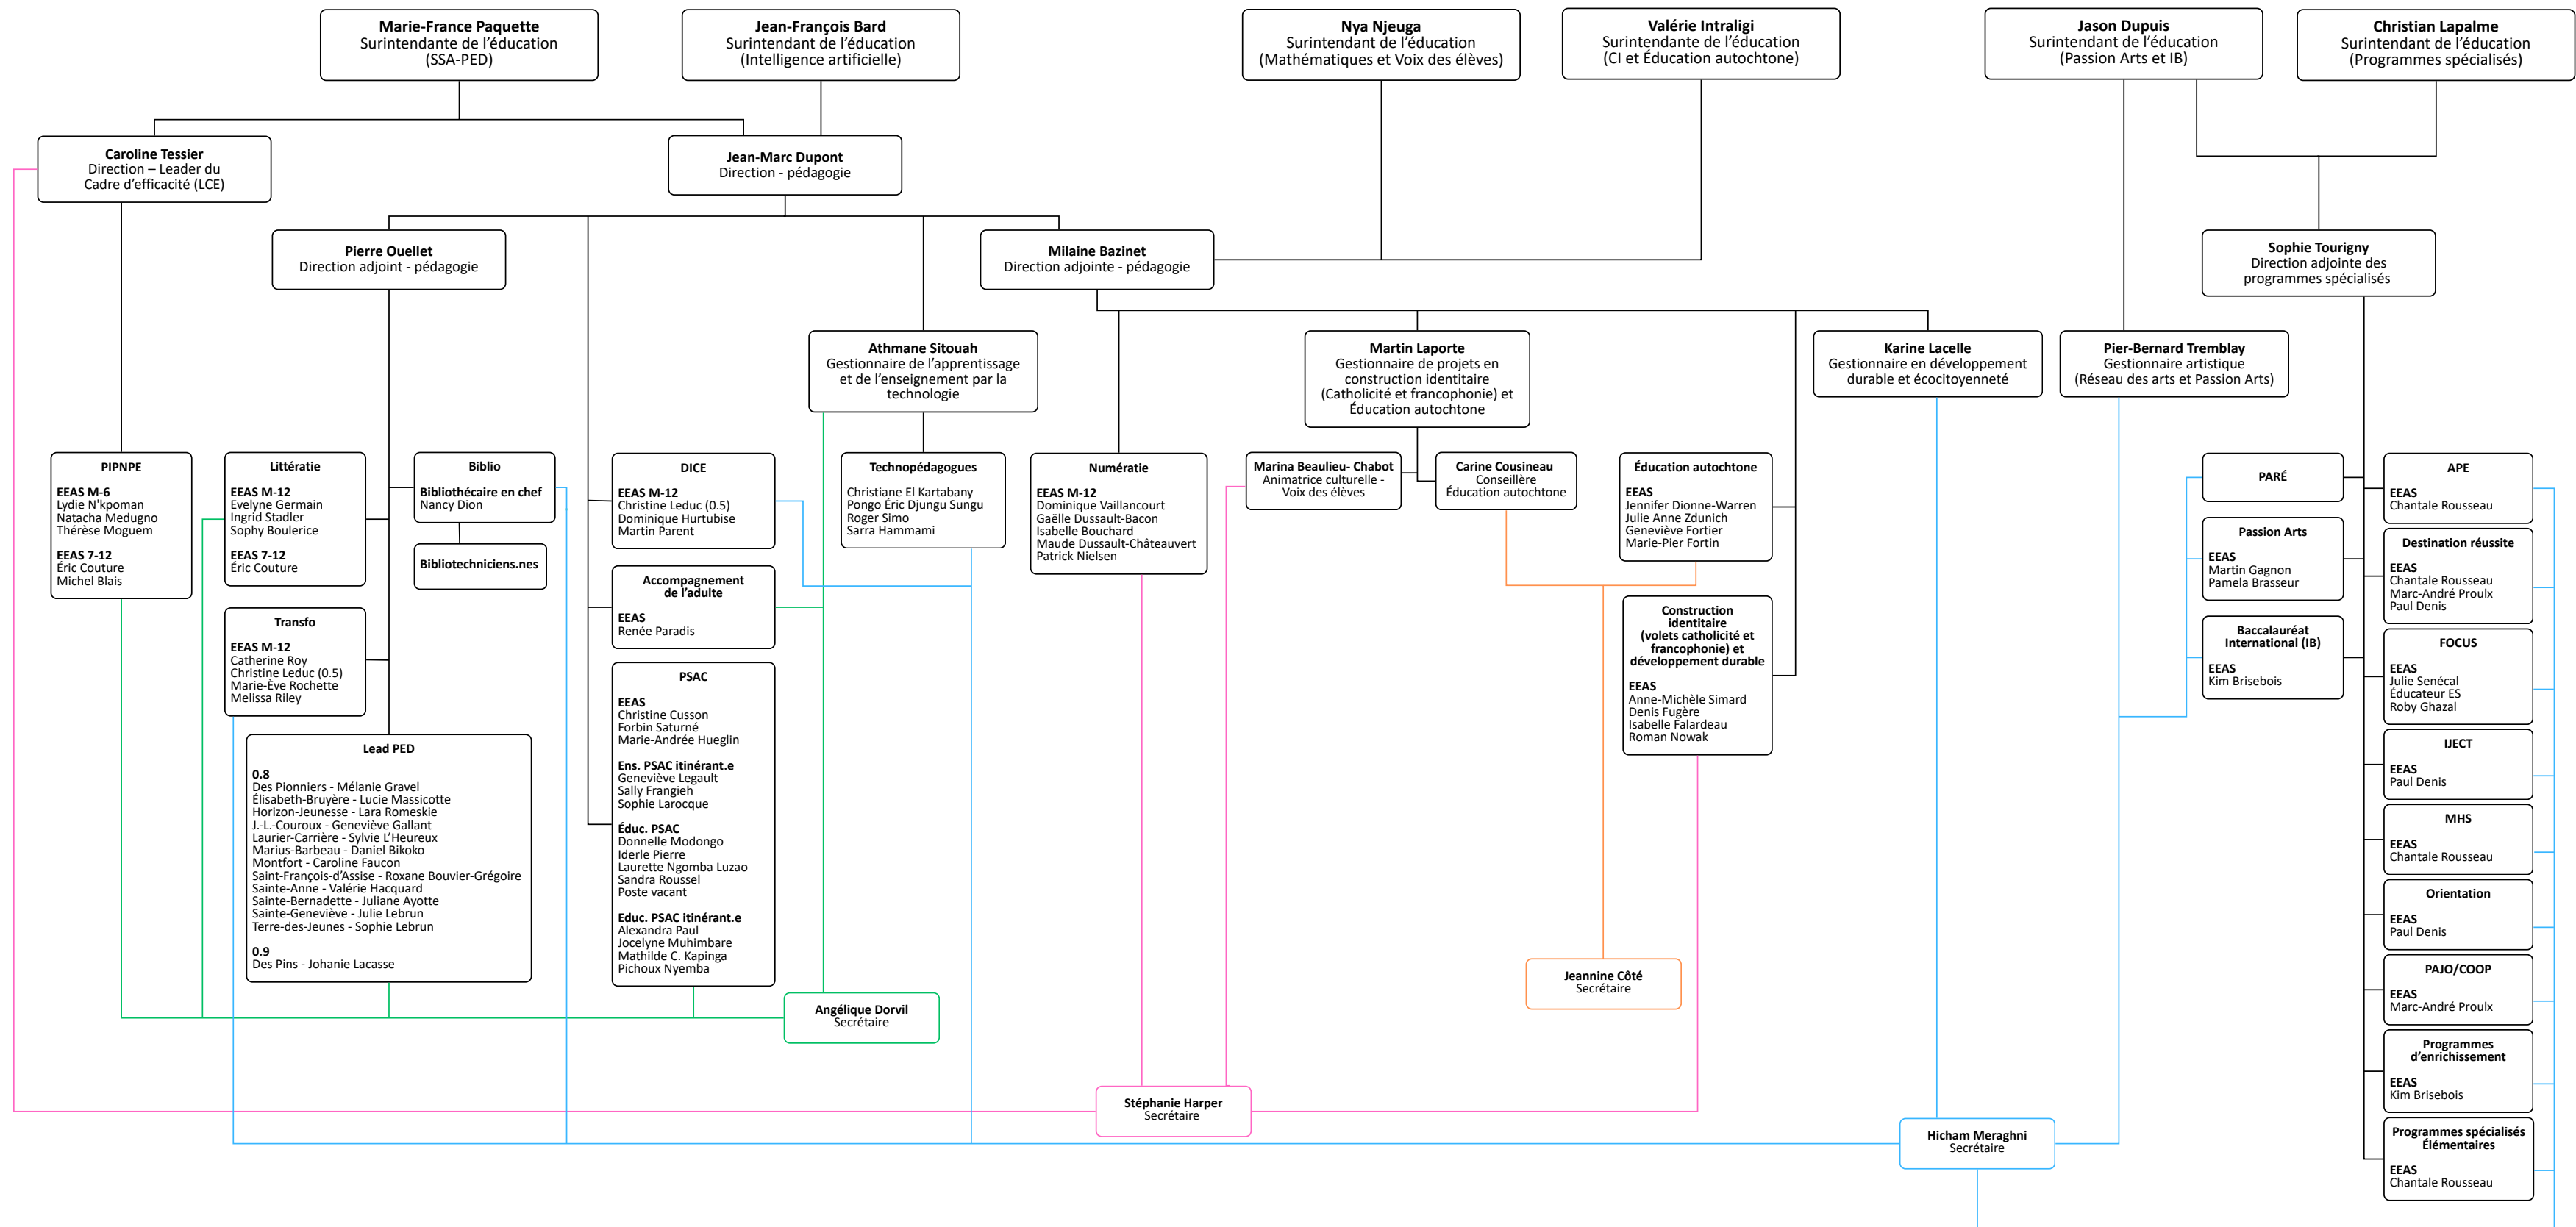 Marie-France Paquette
Surintendante de l’éducation
(SSA-PED)
Jean-François Bard
Surintendant de l’éducation
(Intelligence artificielle)
Nya Njeuga
Surintendant de l’éducation
(Mathématiques et Voix des élèves)
Valérie Intraligi
Surintendante de l’éducation
(CI et Éducation autochtone)
Jason Dupuis
Surintendant de l’éducation
(Passion Arts et IB)
Christian Lapalme
Surintendant de l’éducation
(Programmes spécialisés)
Caroline Tessier
Direction – Leader du
Cadre d’efficacité (LCE)
Jean-Marc Dupont
Direction - pédagogie
Pierre Ouellet
Direction adjoint - pédagogie
Milaine Bazinet
Direction adjointe - pédagogie
Sophie Tourigny
Direction adjointe des
programmes spécialisés
Athmane Sitouah
Gestionnaire de l’apprentissage
et de l’enseignement par la
technologie
Martin Laporte
Gestionnaire de projets en
construction identitaire
(Catholicité et francophonie) et
Éducation autochtone
Karine Lacelle
Gestionnaire en développement
durable et écocitoyenneté
Pier-Bernard Tremblay
Gestionnaire artistique
(Réseau des arts et Passion Arts)
PIPNPE
EEAS M-6
Lydie N'kpoman
Natacha Medugno
Thérèse Moguem
EEAS 7-12
Éric Couture
Michel Blais
Littératie
EEAS M-12
Evelyne Germain
Ingrid Stadler
Sophy Boulerice
EEAS 7-12
Éric Couture
Biblio
Bibliothécaire en chef
Nancy Dion
Bibliotechniciens.nes
Transfo
EEAS M-12
Catherine Roy
Christine Leduc (0.5)
Marie-Ève Rochette
Melissa Riley
Lead PED
0.8
Des Pionniers - Mélanie Gravel
Élisabeth-Bruyère - Lucie Massicotte
Horizon-Jeunesse - Lara Romeskie
J.-L.-Couroux - Geneviève Gallant
Laurier-Carrière - Sylvie L’Heureux
Marius-Barbeau - Daniel Bikoko
Montfort - Caroline Faucon
Saint-François-d’Assise - Roxane Bouvier-Grégoire
Sainte-Anne - Valérie Hacquard
Sainte-Bernadette - Juliane Ayotte
Sainte-Geneviève - Julie Lebrun
Terre-des-Jeunes - Sophie Lebrun
0.9
Des Pins - Johanie Lacasse
DICE
EEAS M-12
Christine Leduc (0.5)
Dominique Hurtubise
Martin Parent
Accompagnement
de l’adulte
EEAS
Renée Paradis
PSAC
EEAS
Christine Cusson
Forbin Saturné
Marie-Andrée Hueglin
Ens. PSAC itinérant.e
Geneviève Legault
Sally Frangieh
Sophie Larocque
Éduc. PSAC
Donnelle Modongo
Iderle Pierre
Laurette Ngomba Luzao
Sandra Roussel
Poste vacant
Educ. PSAC itinérant.e
Alexandra Paul
Jocelyne Muhimbare
Mathilde C. Kapinga
Pichoux Nyemba
Technopédagogues
Christiane El Kartabany
Pongo Éric Djungu Sungu
Roger Simo
Sarra Hammami
Numératie
EEAS M-12
Dominique Vaillancourt
Gaëlle Dussault-Bacon
Isabelle Bouchard
Maude Dussault-Châteauvert
Patrick Nielsen
Marina Beaulieu- Chabot
Animatrice culturelle -
Voix des élèves
Carine Cousineau
Conseillère
Éducation autochtone
Éducation autochtone
EEAS
Jennifer Dionne-Warren
Julie Anne Zdunich
Geneviève Fortier
Marie-Pier Fortin
Construction
identitaire
(volets catholicité et
francophonie) et
développement durable
EEAS
Anne-Michèle Simard
Denis Fugère
Isabelle Falardeau
Roman Nowak
PARÉ
Passion Arts
EEAS
Martin Gagnon
Pamela Brasseur
Baccalauréat
International (IB)
EEAS
Kim Brisebois
APE
EEAS
Chantale Rousseau
Destination réussite
EEAS
Chantale Rousseau
Marc-André Proulx
Paul Denis
FOCUS
EEAS
Julie Senécal
Éducateur ES
Roby Ghazal
IJECT
EEAS
Paul Denis
MHS
EEAS
Chantale Rousseau
Orientation
EEAS
Paul Denis
PAJO/COOP
EEAS
Marc-André Proulx
Programmes
d’enrichissement
EEAS
Kim Brisebois
Programmes spécialisés
Élémentaires
EEAS
Chantale Rousseau
Angélique Dorvil
Secrétaire
Jeannine Côté
Secrétaire
Stéphanie Harper
Secrétaire
Hicham Meraghni
Secrétaire